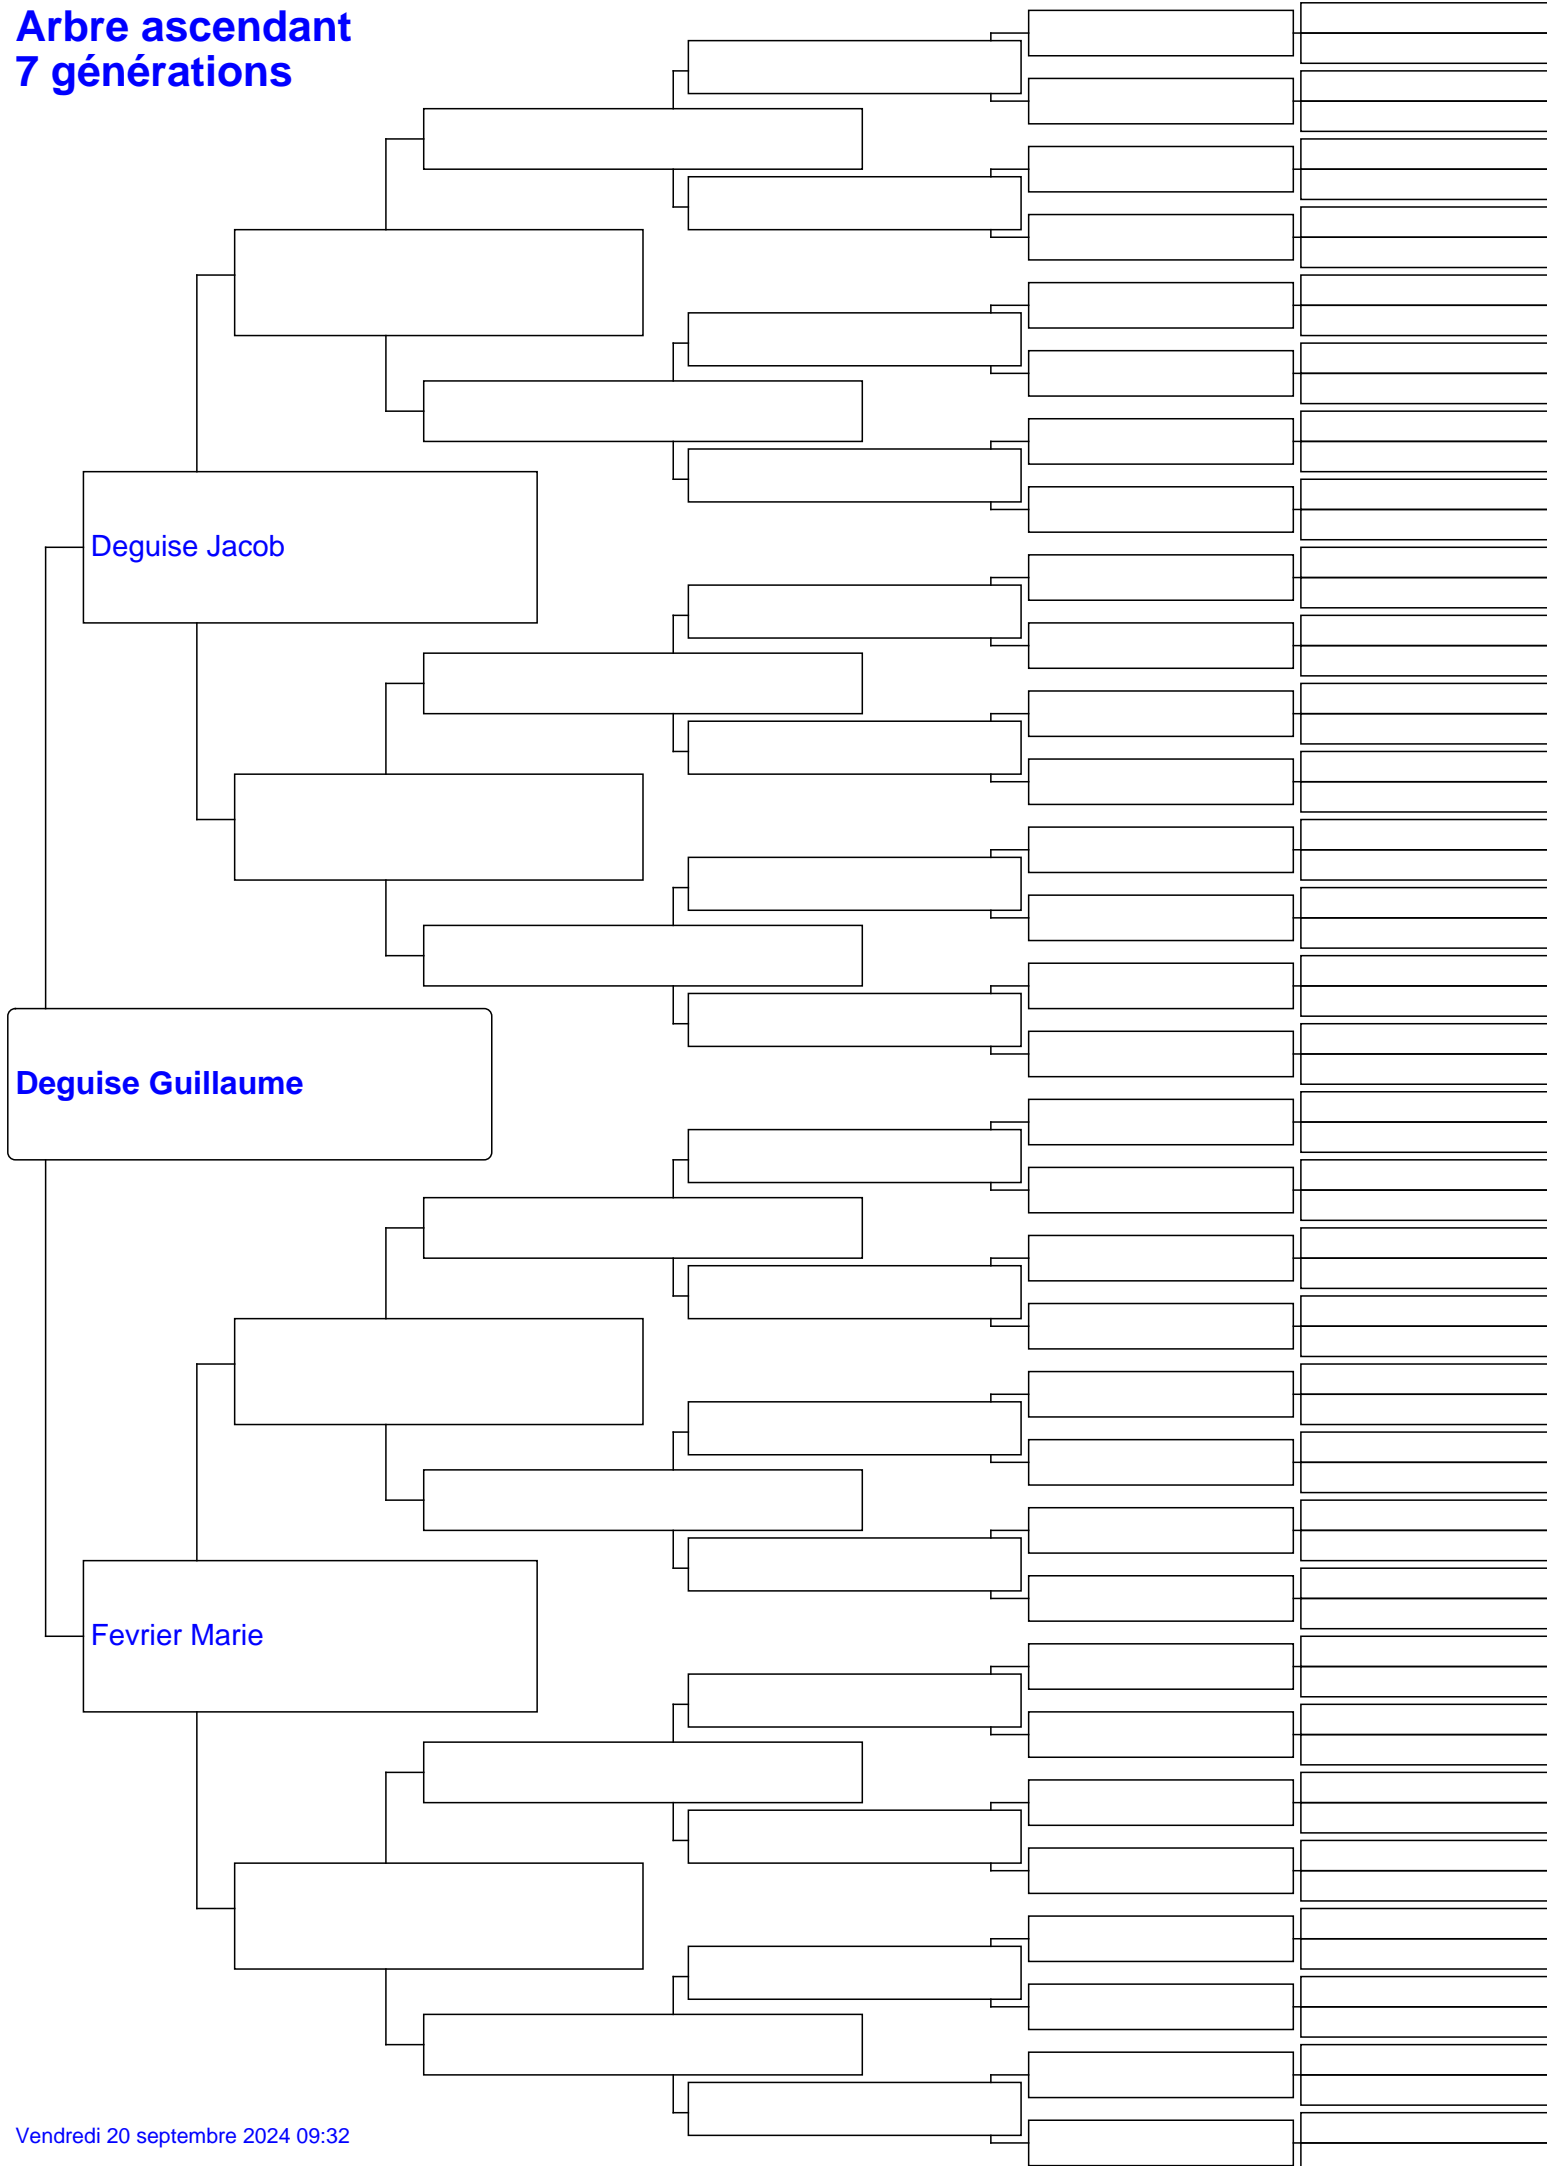 Arbre ascendant
7 générations
Deguise Jacob
Deguise Guillaume
Fevrier Marie
Vendredi 20 septembre 2024 09:32